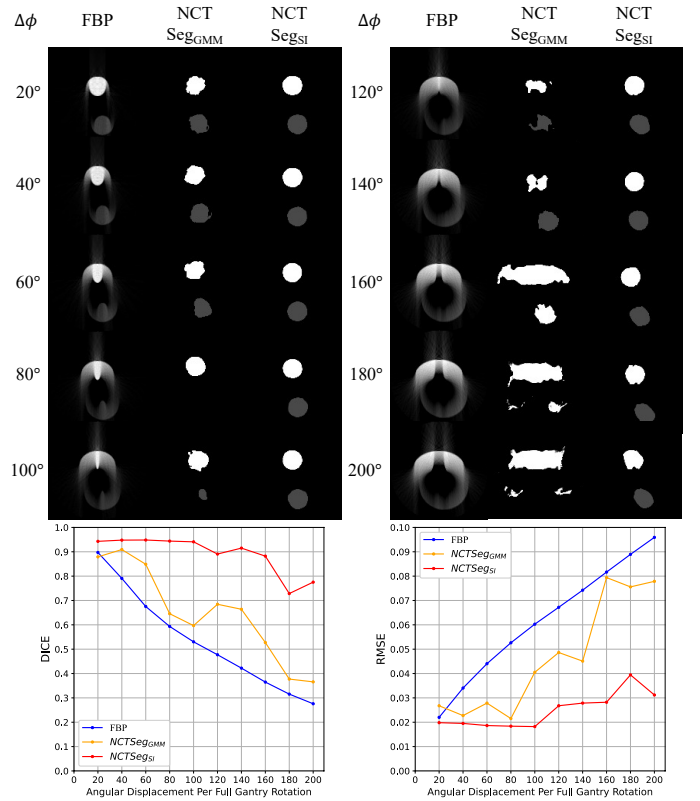 Δϕ FBP NCT Seg_GMM NCT Seg_SI
20°
40°
60°
80°
100°
Δϕ FBP NCT Seg_GMM NCT Seg_SI
120°
140°
160°
180°
200°
1.0
0.9
0.8
0.7
0.6
0.5
0.4
0.3
0.2
0.1
0.0
DICE
FBP
NCTSeg_GMM
NCTSeg_SI
0 20 40 60 80 100 120 140 160 180 200
Angular Displacement Per Full Gantry Rotation
0.10
0.09
0.08
0.07
0.06
0.05
0.04
0.03
0.02
0.01
0.00
RMSE
FBP
NCTSeg_GMM
NCTSeg_SI
0 20 40 60 80 100 120 140 160 180 200
Angular Displacement Per Full Gantry Rotation